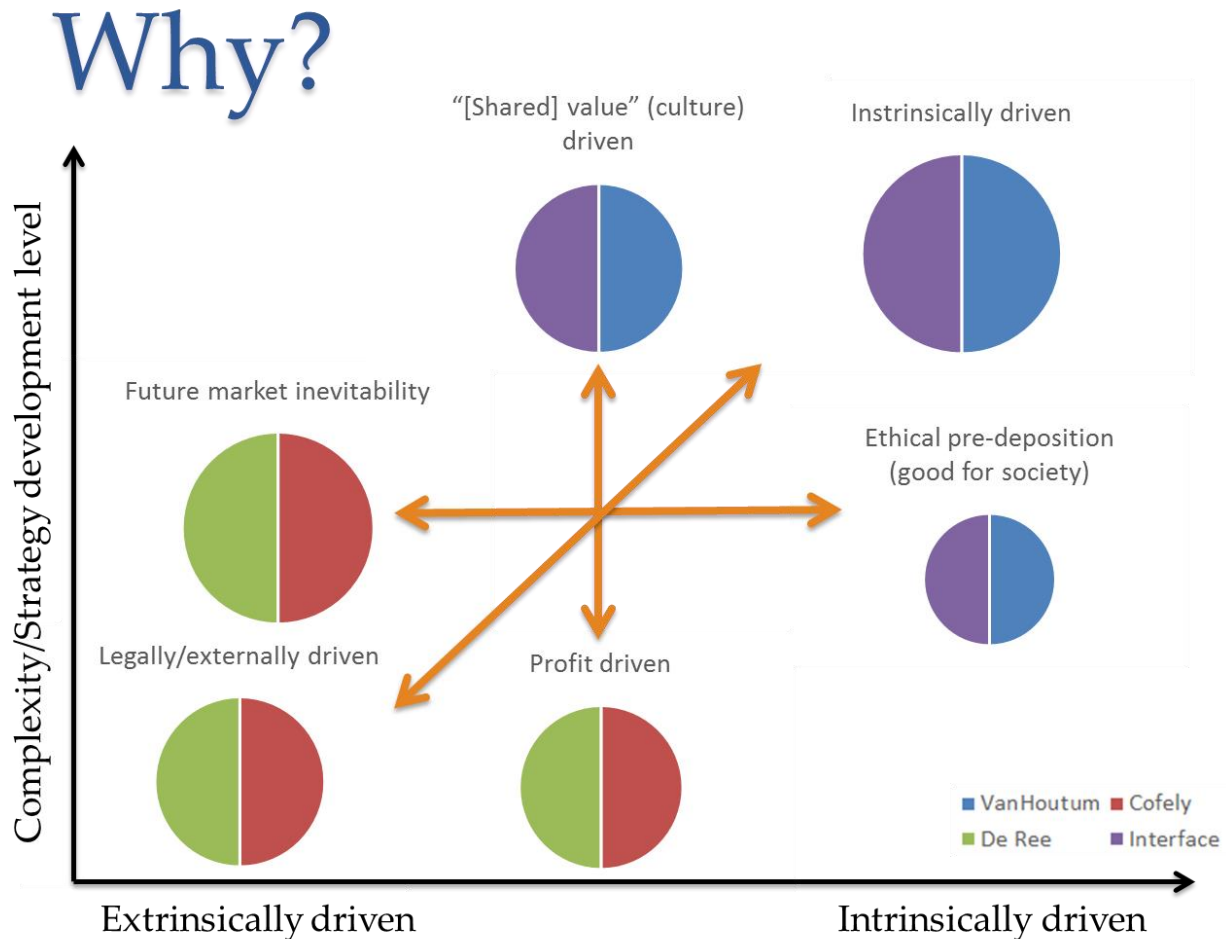 Why?
“[Shared] value” (culture)
driven
Instrinsically driven
Future market inevitability
Ethical pre-deposition
(good for society)
Legally/externally driven
Profit driven
Complexity/Strategy development level
VanHoutum
Cofely
De Ree
Interface
Extrinsically driven
Intrinsically driven